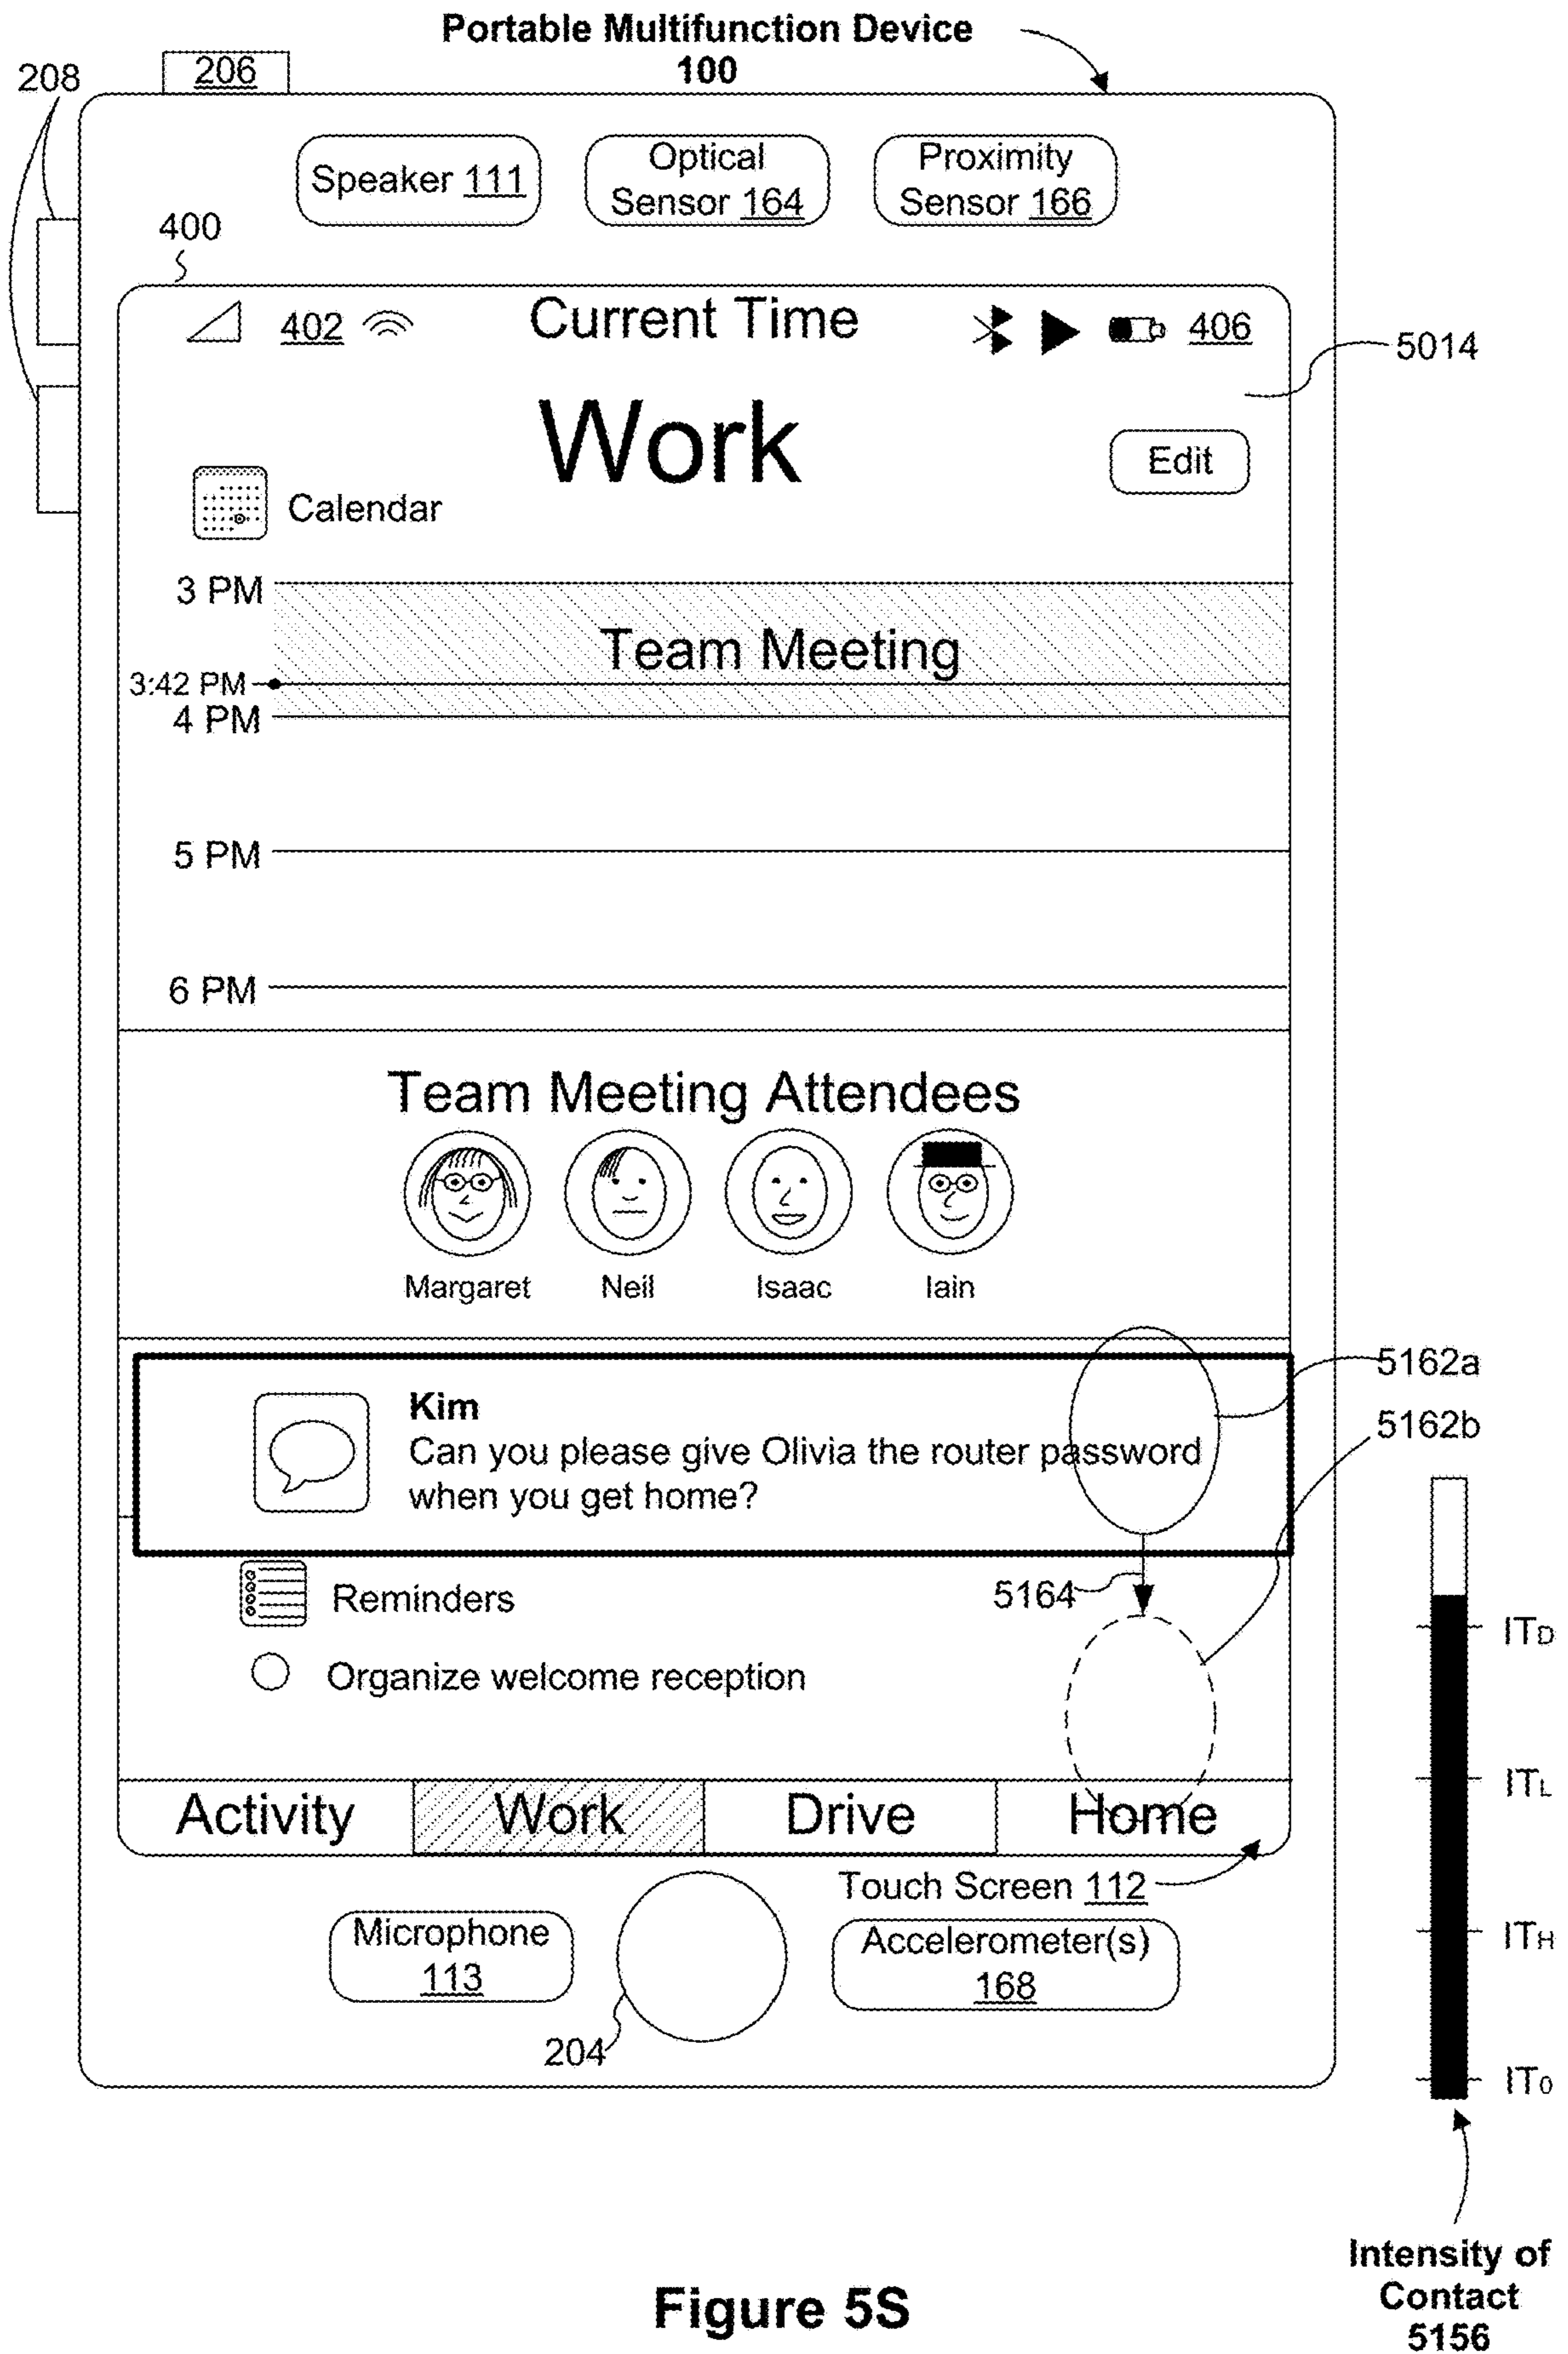 Portable Multifunction Device
100
206
208
Speaker 111
Optical
Sensor 164
Proximity
Sensor 166
400
402
Current Time
406
5014
Work
Edit
Calendar
3 PM
Team Meeting
3:42 PM
4 PM
5 PM
6 PM
Team Meeting Attendees
Margaret
Neil
Isaac
Iain
5162a
5162b
Kim
Can you please give Olivia the router password
when you get home?
5164
Reminders
Organize welcome reception
Activity
Work
Drive
Home
Touch Screen 112
Microphone
113
Accelerometer(s)
168
204
ITD
ITL
ITH
IT0
Intensity of
Contact
5156
Figure 5S